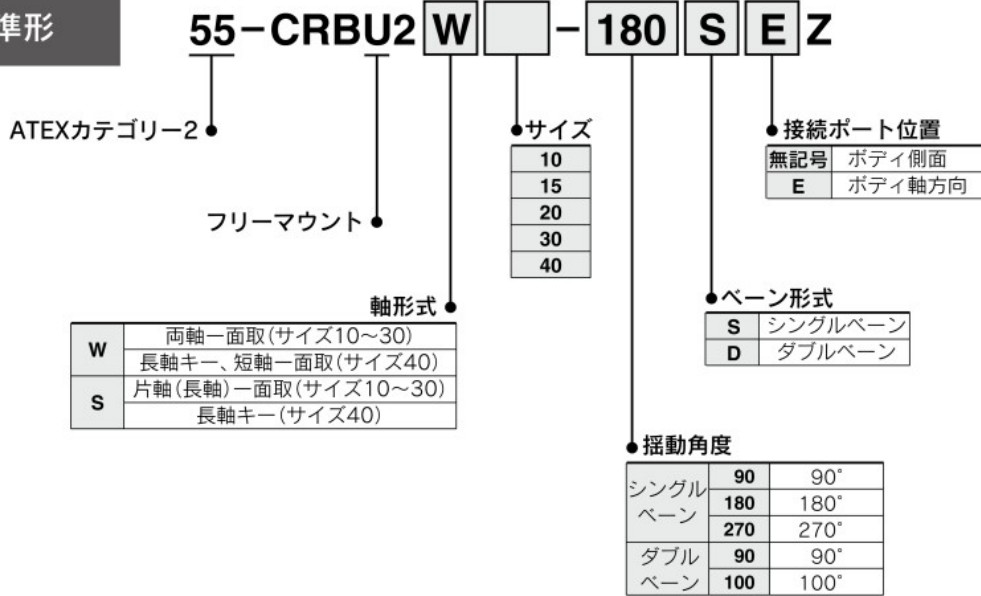 準形
55-CRBU2 W - 180 S E Z
ATEXカテゴリー2
フリーマウント
サイズ
10
15
20
30
40
接続ポート位置
無記号 ボディ側面
E ボディ軸方向
軸形式
W 両軸一面取(サイズ10～30)
長軸キー、短軸一面取(サイズ40)
S 片軸(長軸)一面取(サイズ10～30)
長軸キー(サイズ40)
ベーン形式
S シングルベーン
D ダブルベーン
揺動角度
シングルベーン 90 90°
180 180°
270 270°
ダブルベーン 90 90°
100 100°